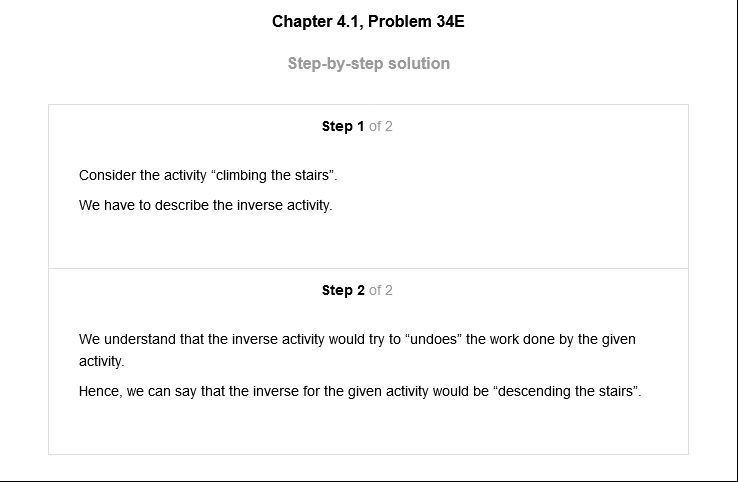 Chapter 4.1, Problem 34E
Step-by-step solution
Step 1 of 2
Consider the activity “climbing the stairs”.
We have to describe the inverse activity.
Step 2 of 2
We understand that the inverse activity would try to “undoes” the work done by the given
activity.
Hence, we can say that the inverse for the given activity would be “descending the stairs”.